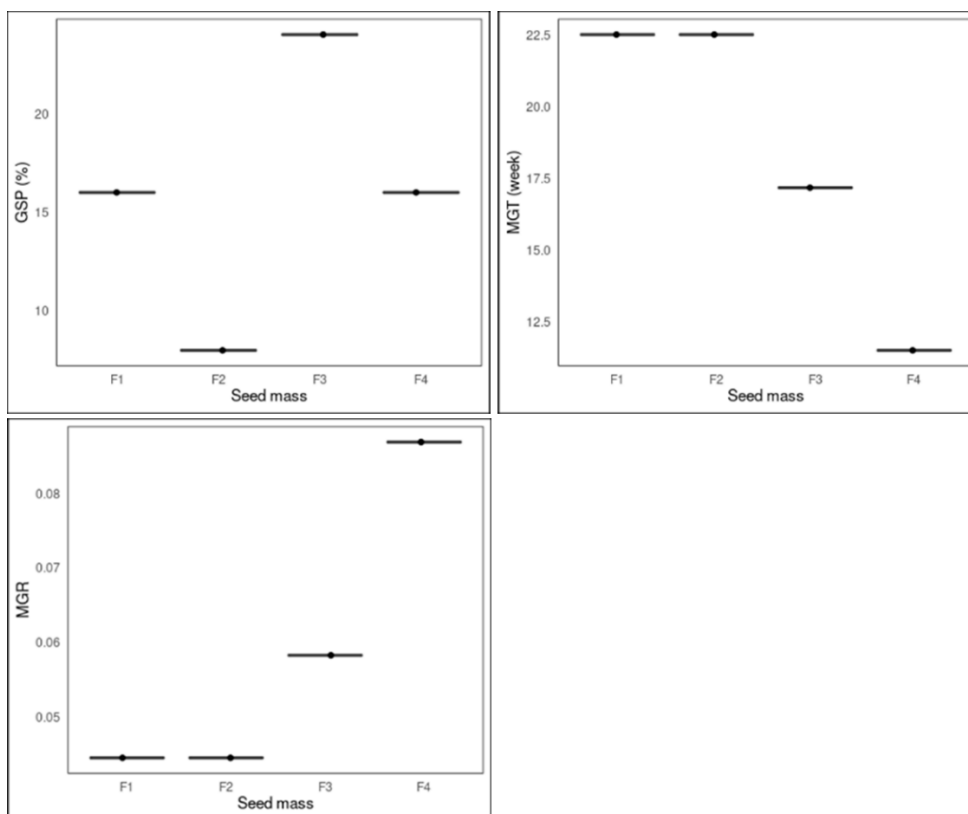 GSP (%)
20
15
10
F1 F2 F3 F4
Seed mass
MGT (week)
22.5
20.0
17.5
15.0
12.5
F1 F2 F3 F4
Seed mass
MGR
0.08
0.07
0.06
0.05
F1 F2 F3 F4
Seed mass